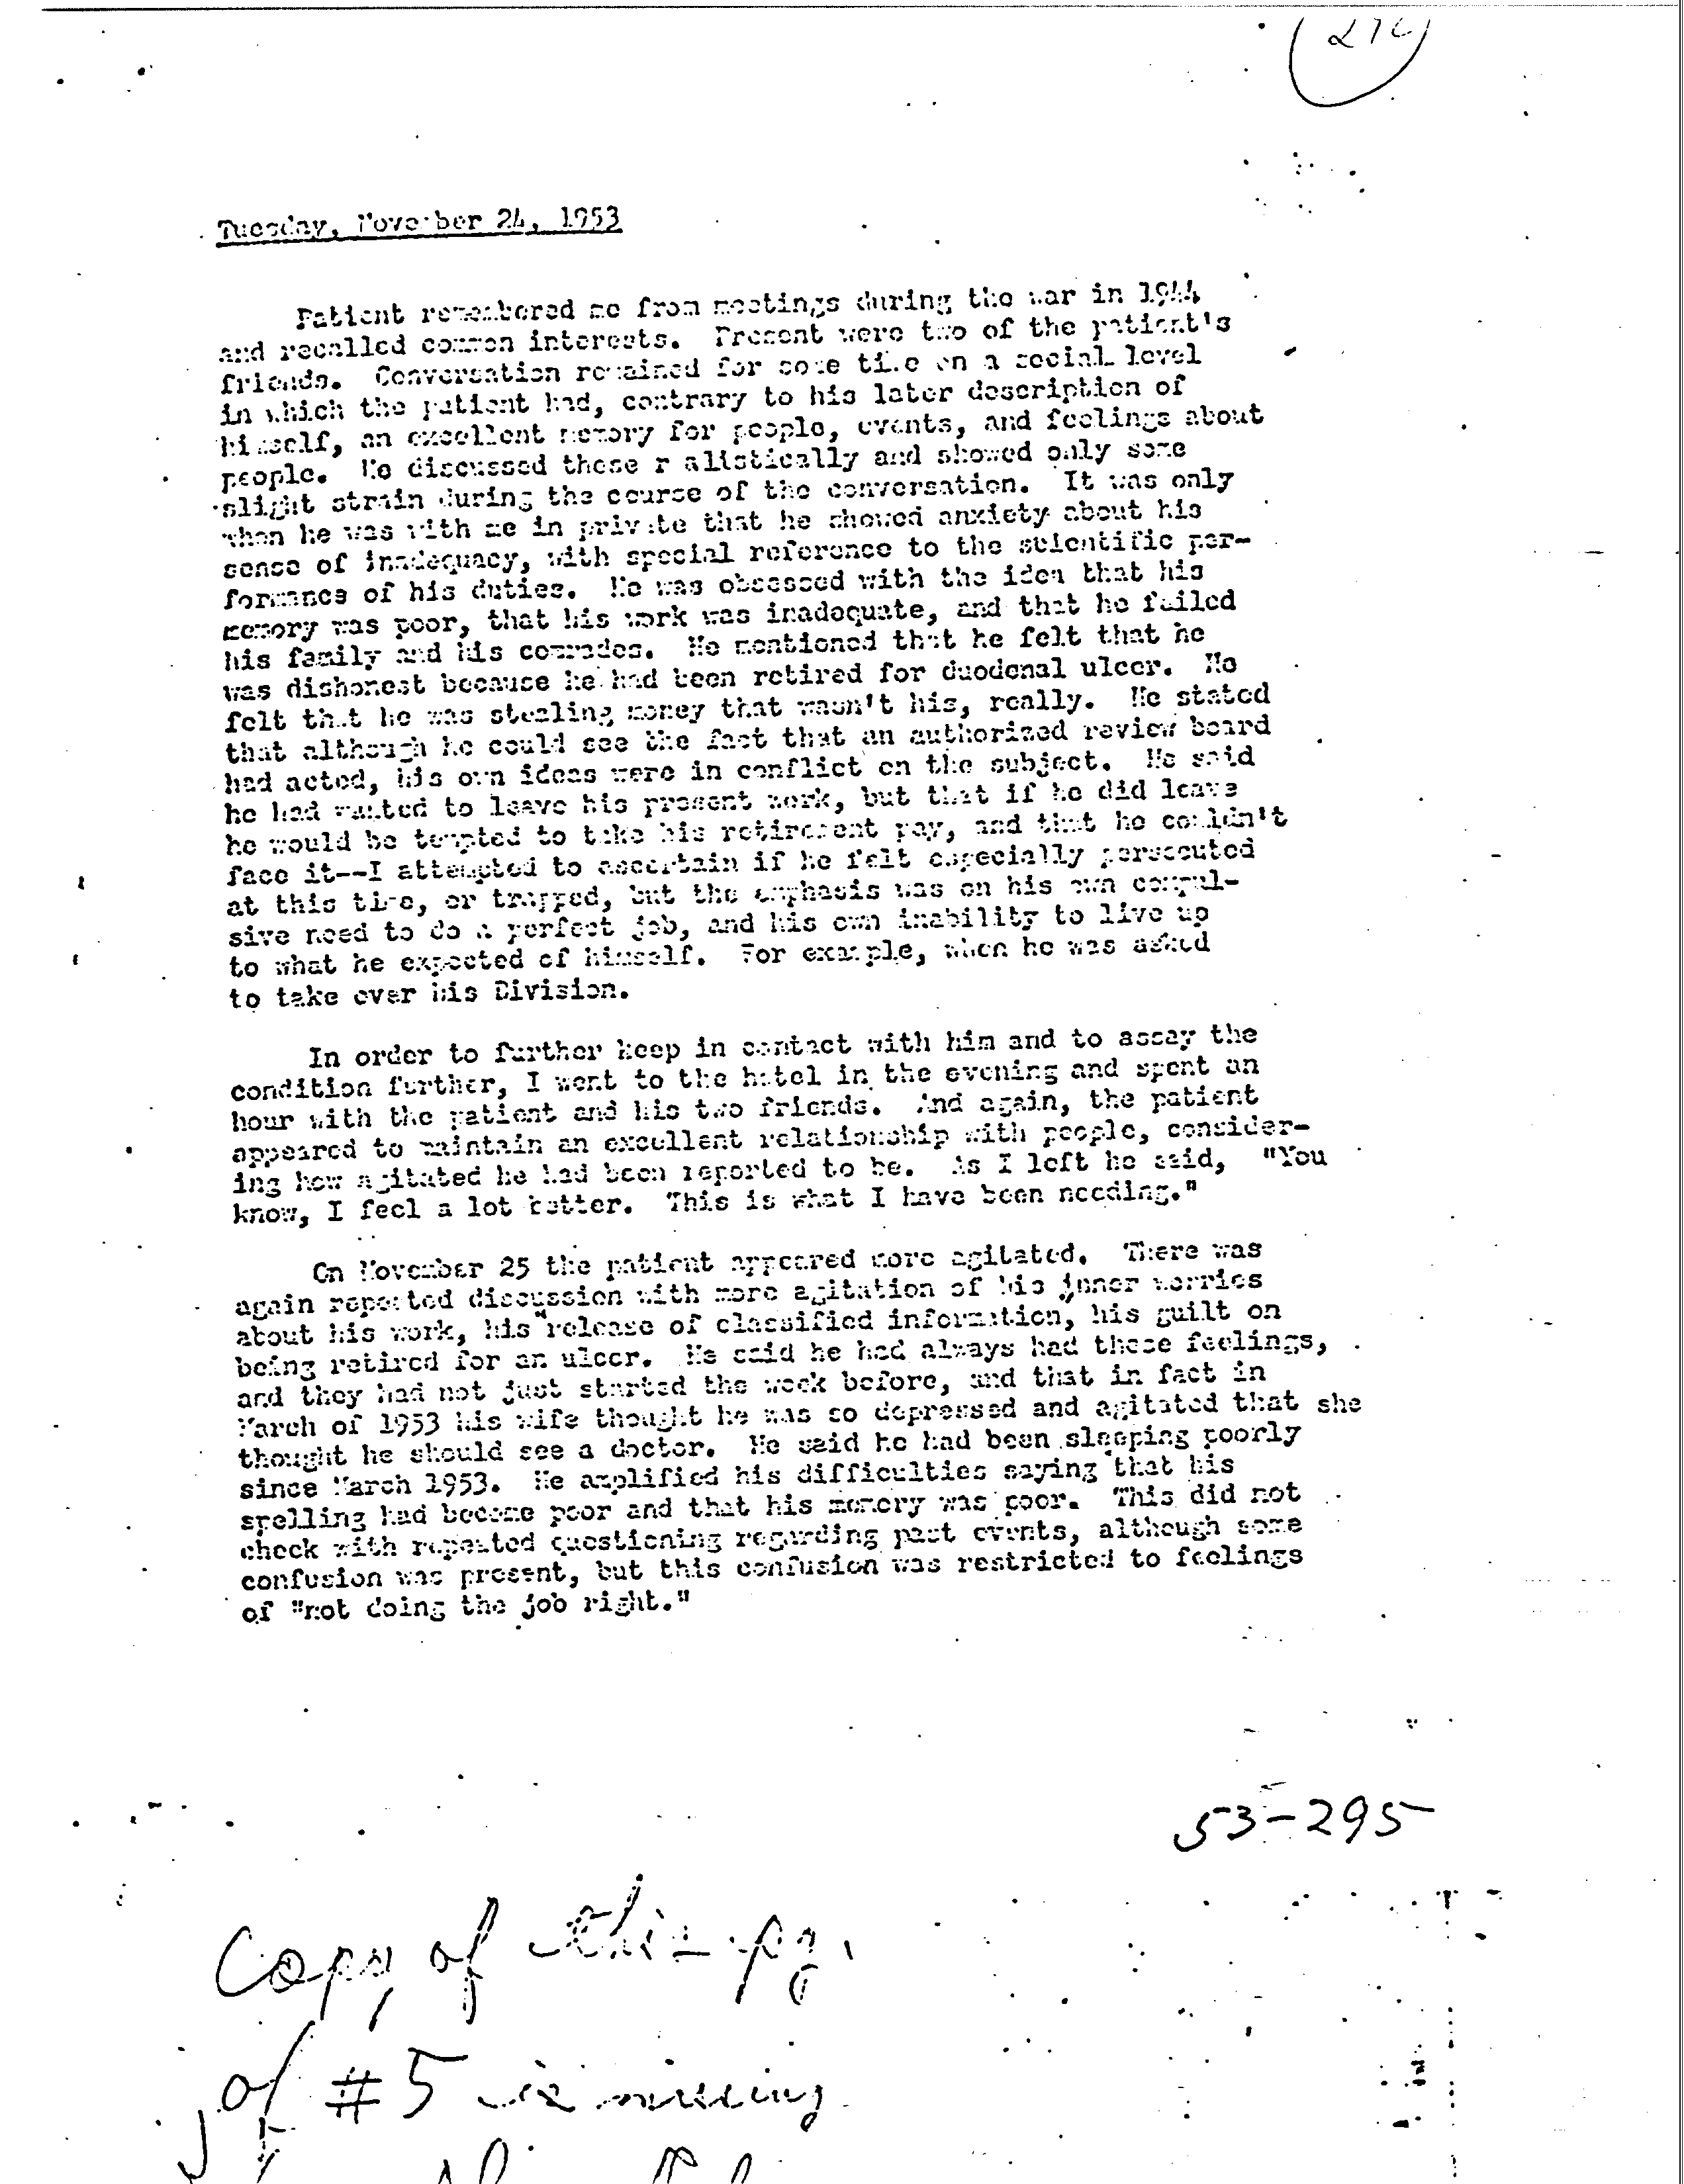 Tuesday, November 24, 1953
Patient remembered me from meetings during the war in 1944
and recalled common interests. Present were two of the patient's
friends. Conversation remained for some time on a social level
in which the patient had, contrary to his later description of
himself, an excellent memory for people, events, and feelings about
people. He discussed these r alistically and showed only some
slight strain during the course of the conversation. It was only
when he was with me in private that he showed anxiety about his
sense of inadequacy, with special reference to the scientific per-
formance of his duties. He was obsessed with the idea that his
memory was poor, that his work was inadequate, and that he failed
his family and his comrades. He mentioned that he felt that he
was dishonest because he had been retired for duodenal ulcer. He
felt that he was stealing money that wasn't his, really. He stated
that although he could see the fact that an authorized review board
had acted, his own ideas were in conflict on the subject. He said
he had wanted to leave his present work, but that if he did leave
he would be tempted to take his retirement pay, and that he couldn't
face it--I attempted to ascertain if he felt especially persecuted
at this time, or trapped, but the emphasis was on his own compul-
sive need to do a perfect job, and his own inability to live up
to what he expected of himself. For example, when he was asked
to take over his Division.
In order to further keep in contact with him and to assay the
condition further, I went to the hotel in the evening and spent an
hour with the patient and his two friends. And again, the patient
appeared to maintain an excellent relationship with people, consider-
ing how agitated he had been reported to be. As I left he said, "You
know, I feel a lot better. This is what I have been needing."
On November 25 the patient appeared more agitated. There was
again reported discussion with more agitation of his inner worries
about his work, his release of classified information, his guilt on
being retired for an ulcer. He said he had always had these feelings,
and they had not just started the week before, and that in fact in
March of 1953 his wife thought he was so depressed and agitated that she
thought he should see a doctor. He said he had been sleeping poorly
since March 1953. He amplified his difficulties saying that his
spelling had become poor and that his memory was poor. This did not
check with repeated questioning regarding past events, although some
confusion was present, but this confusion was restricted to feelings
of "not doing the job right."
53-295
Copy of this pg.
of #5 is missing